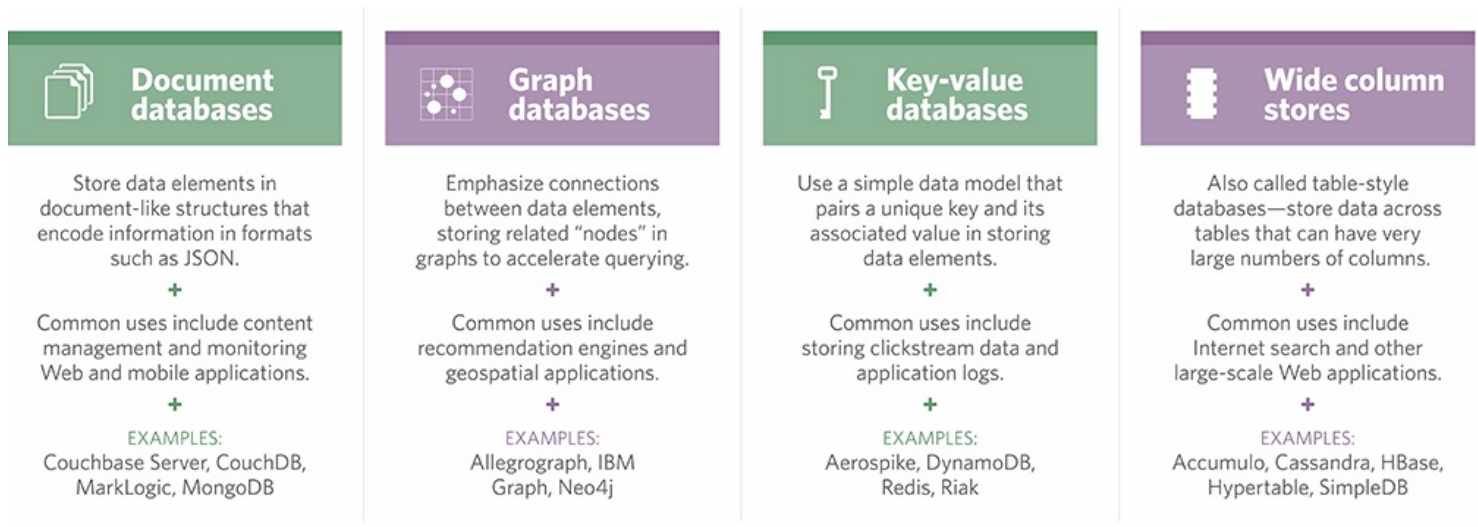 Document
databases
Store data elements in
document-like structures that
encode information in formats
such as JSON.
+
Common uses include content
management and monitoring
Web and mobile applications.
+
EXAMPLES:
Couchbase Server, CouchDB,
MarkLogic, MongoDB
Graph
databases
Emphasize connections
between data elements,
storing related “nodes” in
graphs to accelerate querying.
+
Common uses include
recommendation engines and
geospatial applications.
+
EXAMPLES:
Allegrograph, IBM
Graph, Neo4j
Key-value
databases
Use a simple data model that
pairs a unique key and its
associated value in storing
data elements.
+
Common uses include
storing clickstream data and
application logs.
+
EXAMPLES:
Aerospike, DynamoDB,
Redis, Riak
Wide column
stores
Also called table-style
databases—store data across
tables that can have very
large numbers of columns.
+
Common uses include
Internet search and other
large-scale Web applications.
+
EXAMPLES:
Accumulo, Cassandra, HBase,
Hypertable, SimpleDB